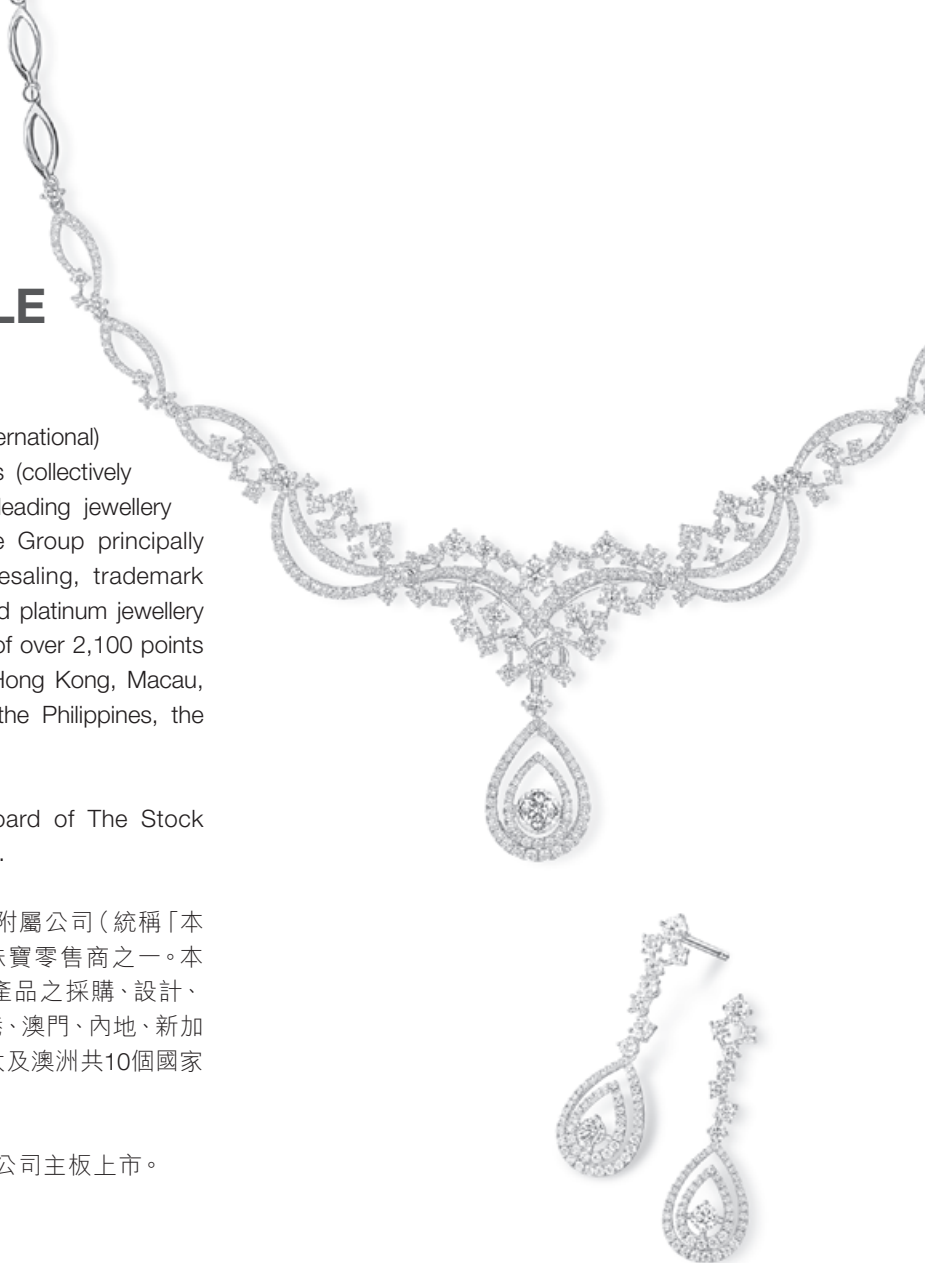 LE
ernational)
s (collectively
leading jewellery
e Group principally
esaling, trademark
d platinum jewellery
of over 2,100 points
Hong Kong, Macau,
the Philippines, the
oard of The Stock
.
附屬公司（統稱「本
珠寶零售商之一。本
產品之採購、設計、
港、澳門、內地、新加
大及澳洲共10個國家
公司主板上市。